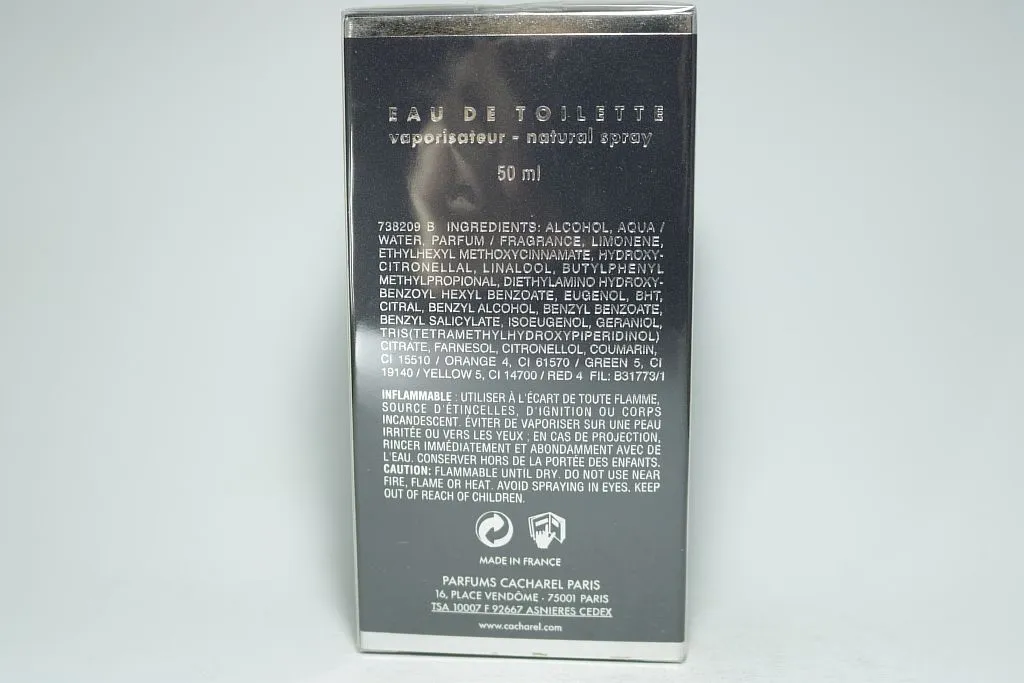 EAU DE TOILETTE
vaporisateur - natural spray
50 ml
738209 B INGREDIENTS: ALCOHOL, AQUA /
WATER, PARFUM / FRAGRANCE, LIMONENE,
ETHYLHEXYL METHOXYCINNAMATE, HYDROXY-
CITRONELLAL, LINALOOL, BUTYLPHENYL
METHYLPROPIONAL, DIETHYLAMINO HYDROXY-
BENZOYL HEXYL BENZOATE, EUGENOL, BHT,
CITRAL, BENZYL ALCOHOL, BENZYL BENZOATE,
BENZYL SALICYLATE, ISOEUGENOL, GERANIOL,
TRIS(TETRAMETHYLHYDROXYPIPERIDINOL)
CITRATE, FARNESOL, CITRONELLOL, COUMARIN,
CI 15510 / ORANGE 4, CI 61570 / GREEN 5, CI
19140 / YELLOW 5, CI 14700 / RED 4 FIL: B31773/1
INFLAMMABLE : UTILISER À L'ÉCART DE TOUTE FLAMME,
SOURCE D'ÉTINCELLES, D'IGNITION OU CORPS
INCANDESCENT. ÉVITER DE VAPORISER SUR UNE PEAU
IRRITÉE OU VERS LES YEUX ; EN CAS DE PROJECTION,
RINCER IMMÉDIATEMENT ET ABONDAMMENT AVEC DE
L'EAU. CONSERVER HORS DE LA PORTÉE DES ENFANTS.
CAUTION: FLAMMABLE UNTIL DRY. DO NOT USE NEAR
FIRE, FLAME OR HEAT. AVOID SPRAYING IN EYES. KEEP
OUT OF REACH OF CHILDREN.
MADE IN FRANCE
PARFUMS CACHAREL PARIS
16, PLACE VENDÔME - 75001 PARIS
TSA 10007 F 92667 ASNIERES CEDEX
www.cacharel.com